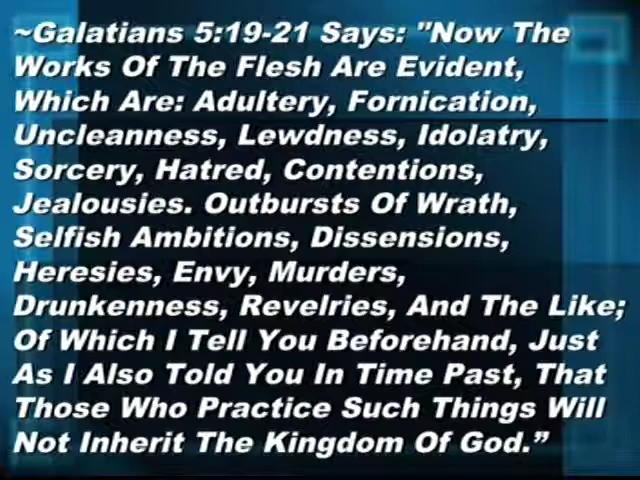 ~Galatians 5:19-21 Says: "Now The
Works Of The Flesh Are Evident,
Which Are: Adultery, Fornication,
Uncleanness, Lewdness, Idolatry,
Sorcery, Hatred, Contentions,
Jealousies. Outbursts Of Wrath,
Selfish Ambitions, Dissensions,
Heresies, Envy, Murders,
Drunkenness, Revelries, And The Like;
Of Which I Tell You Beforehand, Just
As I Also Told You In Time Past, That
Those Who Practice Such Things Will
Not Inherit The Kingdom Of God.”